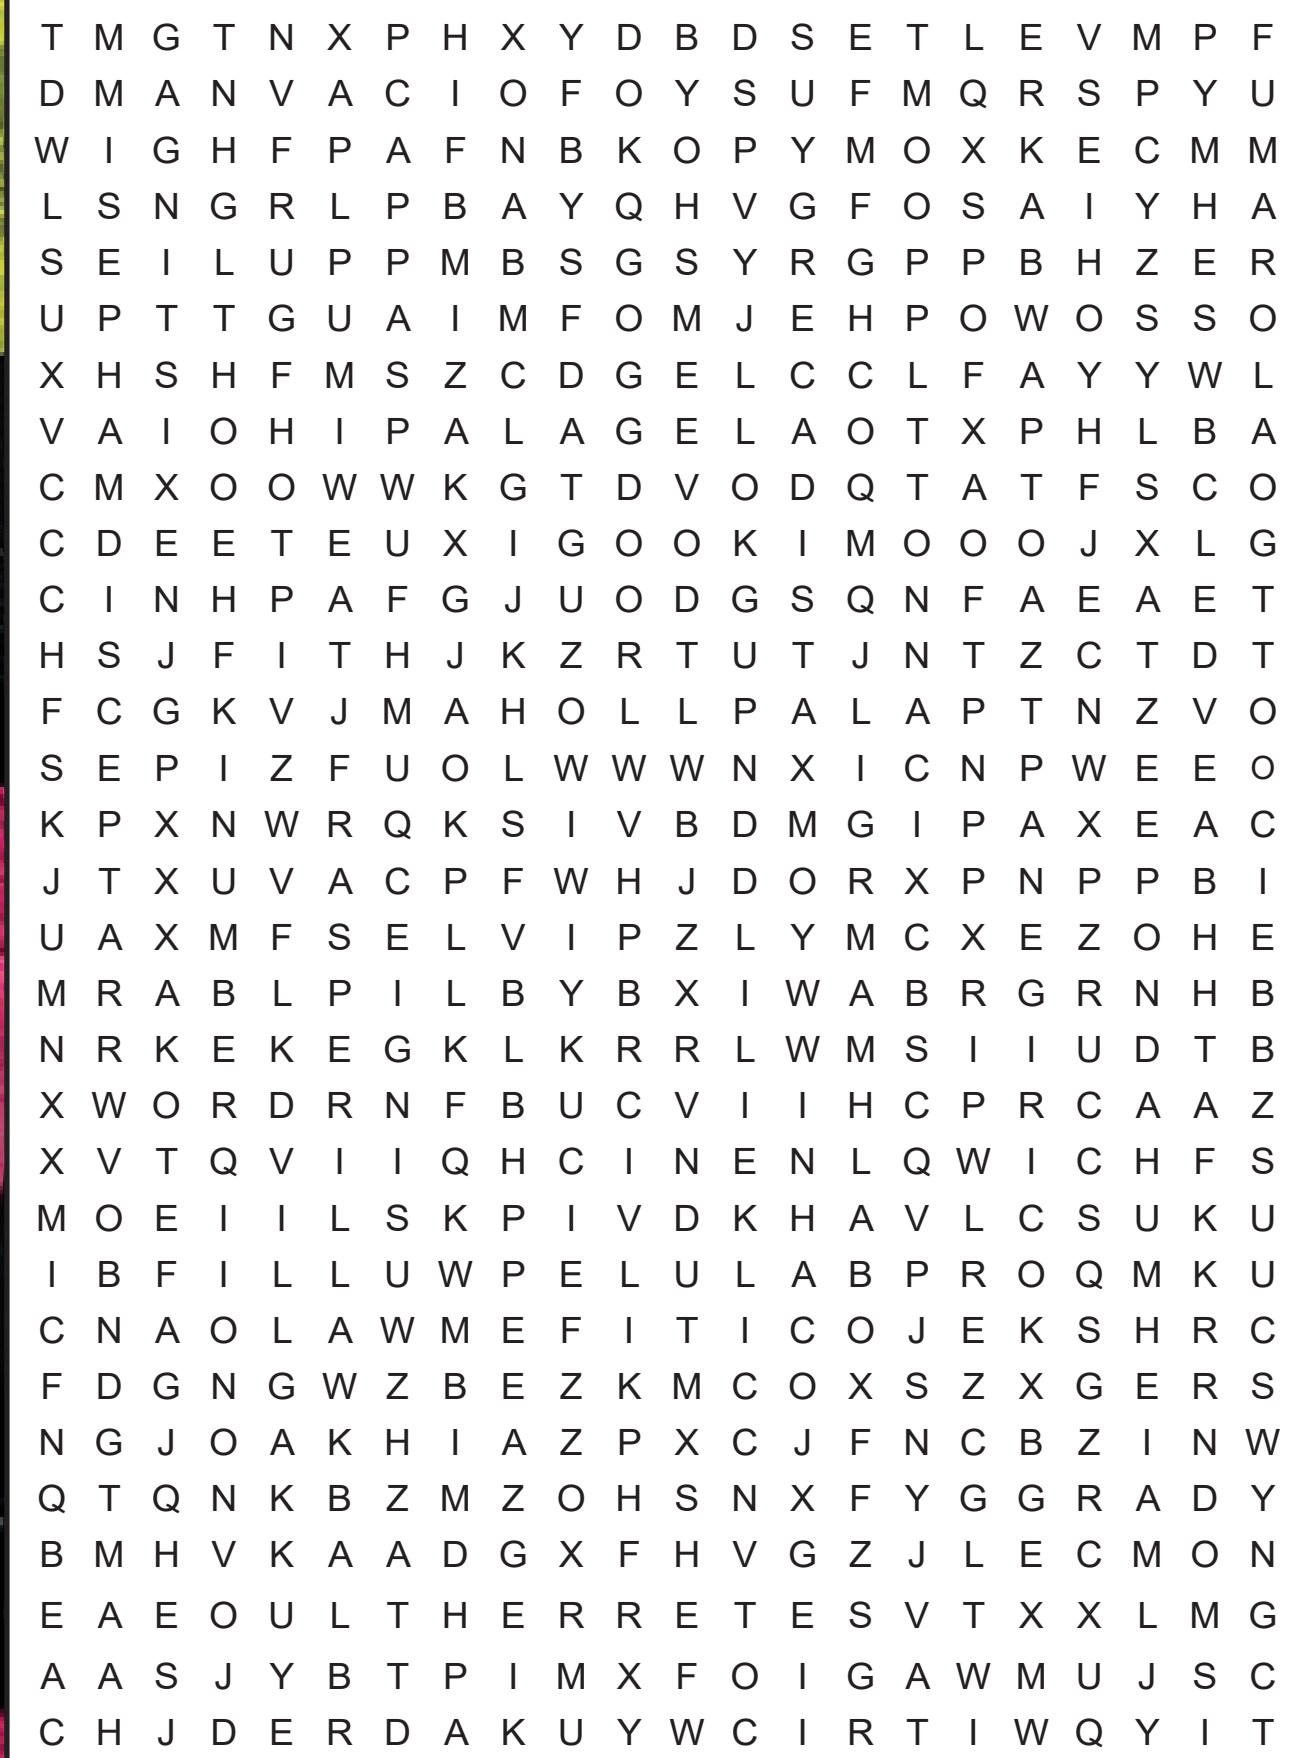 T M G T N X P H X Y D B D S E T L E V M P F
D M A N V A C I O F O Y S U F M Q R S P Y U
W I G H F P A F N B K O P Y M O X K E C M M
L S N G R L P B A Y Q H V G F O S A I Y H A
S E I L U P P M B S G S Y R G P P B H Z E R
U P T T G U A I M F O M J E H P O W O S S O
X H S H F M S Z C D G E L C C L F A Y Y W L
V A I O H I P A L A G E L A O T X P H L B A
C M X O O W W K G T D V O D Q T A T F S C O
C D E E T E U X I G O O K I M O O O J X L G
C I N H P A F G J U O D G S Q N F A E A E T
H S J F I T H J K Z R T U T J N T Z C T D T
F C G K V J M A H O L L P A L A P T N Z V O
S E P I Z F U O L W W W N X I C N P W E E O
K P X N W R Q K S I V B D M G I P A X E A C
J T X U V A C P F W H J D O R X P N P P B I
U A X M F S E L V I P Z L Y M C X E Z O H E
M R A B L P I L B Y B X I W A B R G R N H B
N R K E K E G K L K R R L W M S I I U D T B
X W O R D R N F B U C V I I H C P R C A A Z
X V T Q V I I Q H C I N E N L Q W I C H F S
M O E I I L S K P I V D K H A V L C S U K U
I B F I L L U W P E L U L A B P R O Q M K U
C N A O L A W M E F I T I C O J E K S H R C
F D G N G W Z B E Z K M C O X S Z X G E R S
N G J O A K H I A Z P X C J F N C B Z I N W
Q T Q N K B Z M Z O H S N X F Y G G R A D Y
B M H V K A A D G X F H V G Z J L E C M O N
E A E O U L T H E R R E T E S V T X X L M G
A A S J Y B T P I M X F O I G A W M U J S C
C H J D E R D A K U Y W C I R T I W Q Y I T